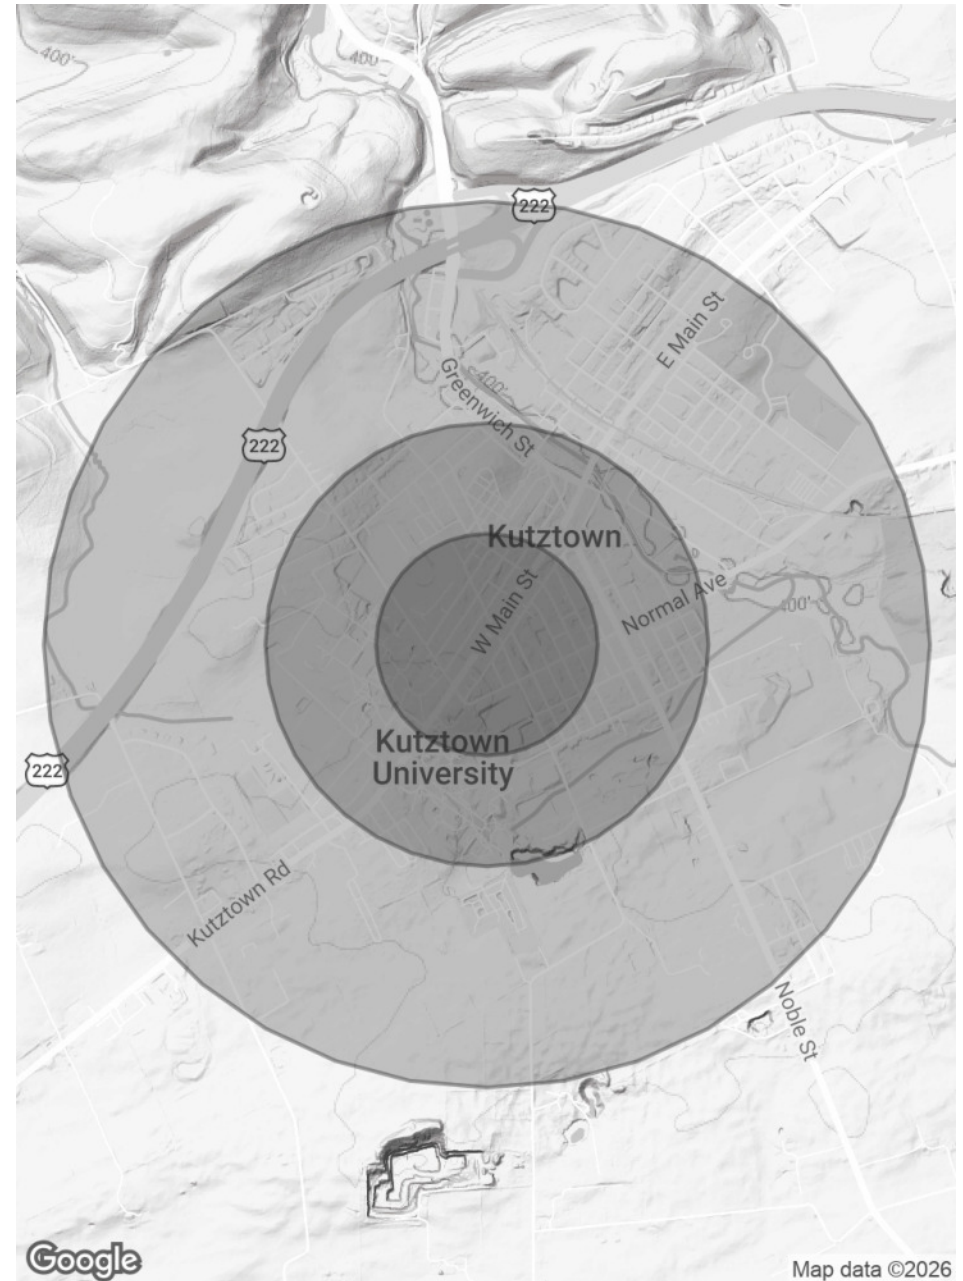 400'
400'
222
E Main St
400'
Greenwich St
222
Kutztown
W Main St
Normal Ave
400'
Kutztown
University
222
Kutztown Rd
Noble St
Google
Map data ©2026